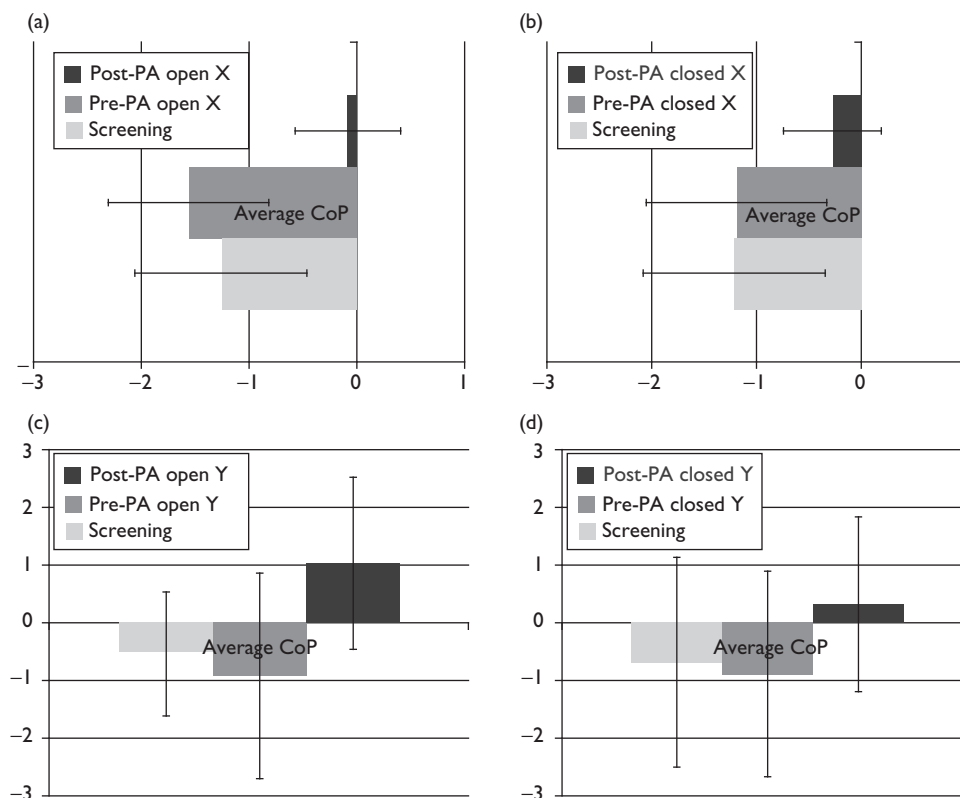 (a)
Post-PA open X
Pre-PA open X
Screening
Average CoP
–
–3 –2 –1 0 1
(b)
Post-PA closed X
Pre-PA closed X
Screening
Average CoP
–3 –2 –1 0
(c)
3
2
1
0
–1
–2
–3
Post-PA open Y
Pre-PA open Y
Screening
Average CoP
(d)
3
2
1
0
–1
–2
–3
Post-PA closed Y
Pre-PA closed Y
Screening
Average CoP